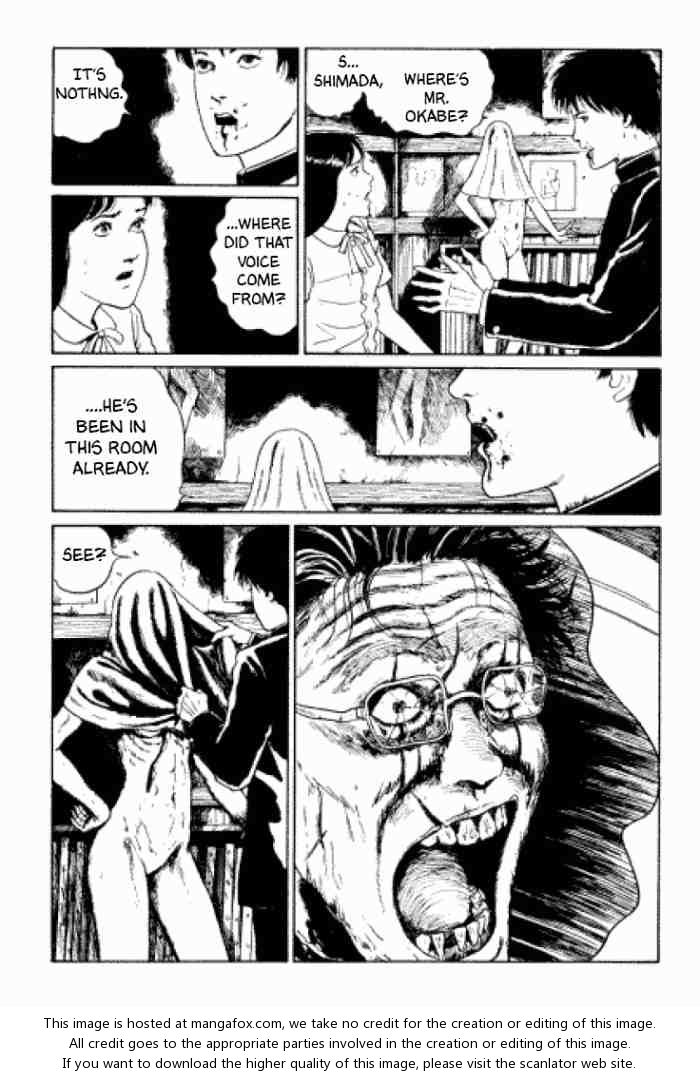 IT'S
NOTHNG.
S...
SHIMADA,
WHERE'S
MR.
OKABE?
...WHERE
DID THAT
VOICE
COME
FROM?
....HE'S
BEEN IN
THIS ROOM
ALREADY.
SEE?
This image is hosted at mangafox.com, we take no credit for the creation or editing of this image.
All credit goes to the appropriate parties involved in the creation or editing of this image.
If you want to download the higher quality of this image, please visit the scanlator web site.